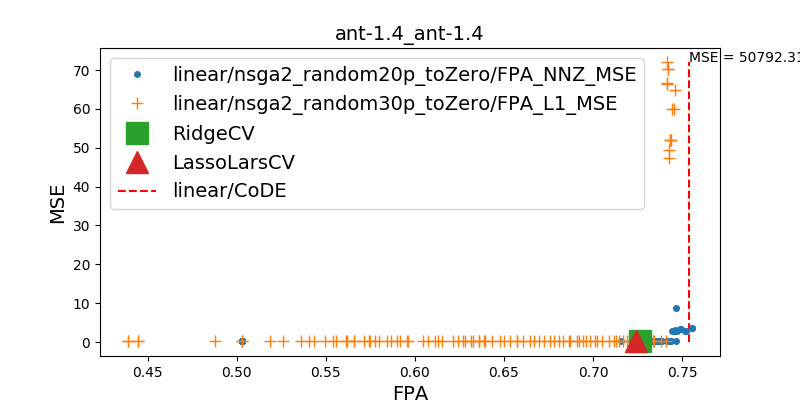 ant-1.4_ant-1.4
MSE = 50792.31
linear/nsga2_random20p_toZero/FPA_NNZ_MSE
linear/nsga2_random30p_toZero/FPA_L1_MSE
RidgeCV
LassoLarsCV
linear/CoDE
MSE
70
60
50
40
30
20
10
0
0.45 0.50 0.55 0.60 0.65 0.70 0.75
FPA